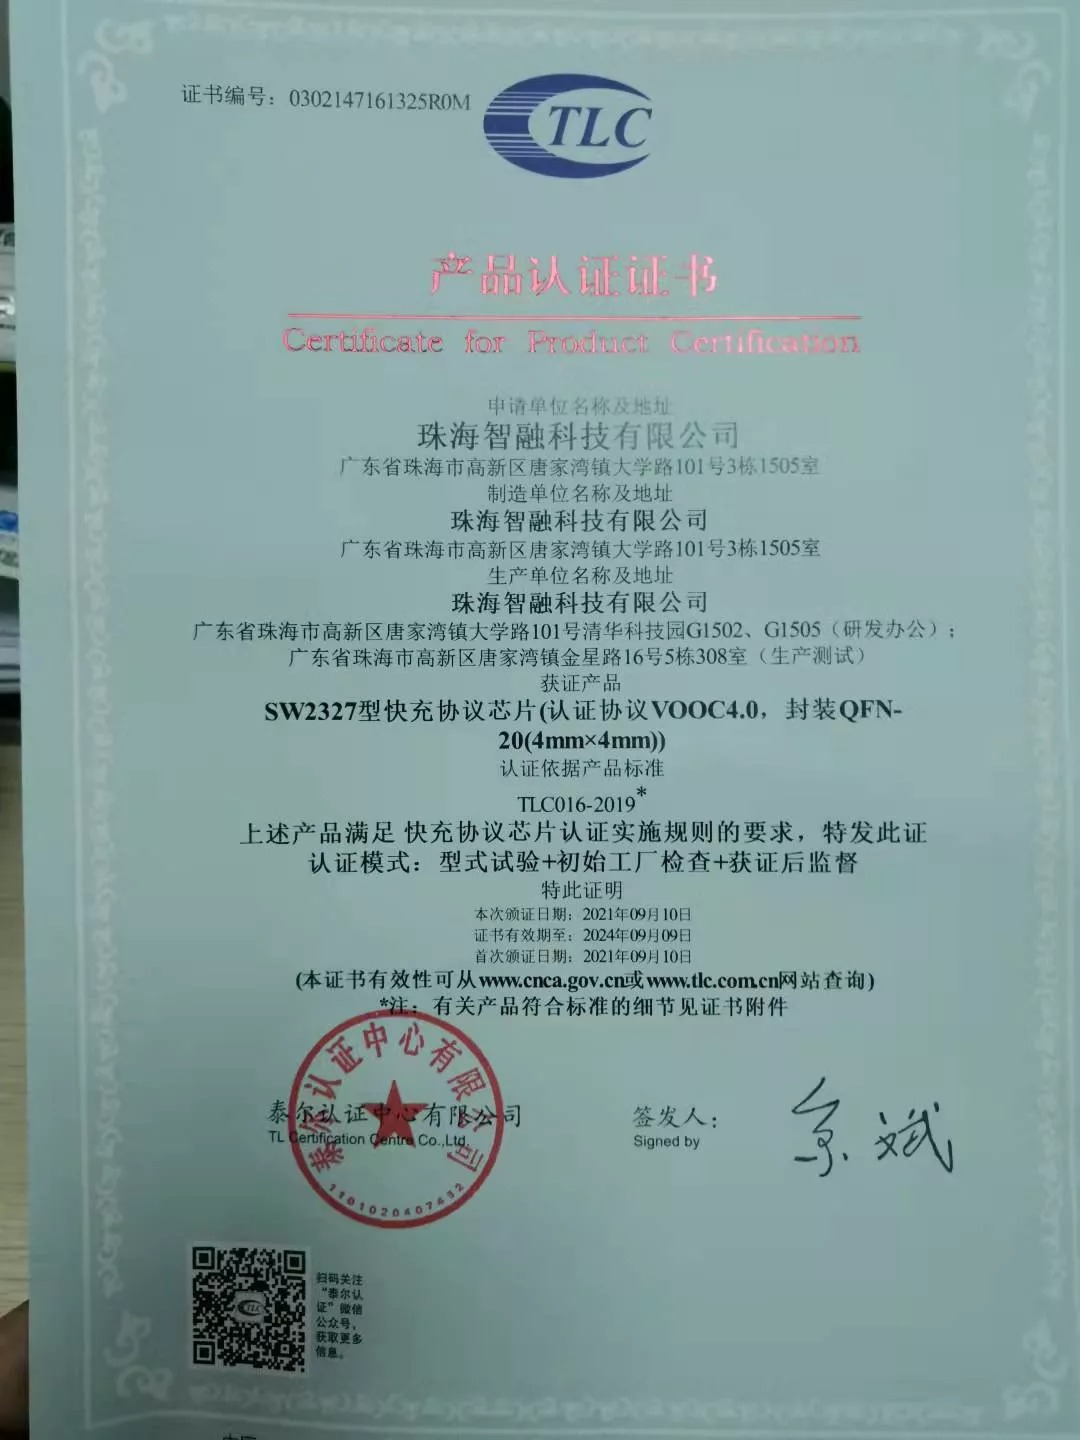 证书编号：0302147161325R0M
TLC
产品认证证书
Certificate for Product Certification
申请单位名称及地址
珠海智融科技有限公司
广东省珠海市高新区唐家湾镇大学路101号3栋1505室
制造单位名称及地址
珠海智融科技有限公司
广东省珠海市高新区唐家湾镇大学路101号3栋1505室
生产单位名称及地址
珠海智融科技有限公司
广东省珠海市高新区唐家湾镇大学路101号清华科技园G1502、G1505（研发办公）；
广东省珠海市高新区唐家湾镇金星路16号5栋308室（生产测试）
获证产品
SW2327型快充协议芯片(认证协议VOOC4.0，封装QFN-
20(4mm×4mm))
认证依据产品标准
TLC016-2019*
上述产品满足 快充协议芯片认证实施规则的要求，特发此证
认证模式：型式试验+初始工厂检查+获证后监督
特此证明
本次颁证日期：2021年09月10日
证书有效期至：2024年09月09日
首次颁证日期：2021年09月10日
(本证书有效性可从www.cnca.gov.cn或www.tlc.com.cn网站查询)
*注：有关产品符合标准的细节见证书附件
泰尔认证中心有限公司
泰尔认证中心有限公司
TL Certification Centre Co.,Ltd.
1101020407432
签发人：
Signed by
TLC
扫码关注
“泰尔认
证”微信
公众号，
获取更多
信息。